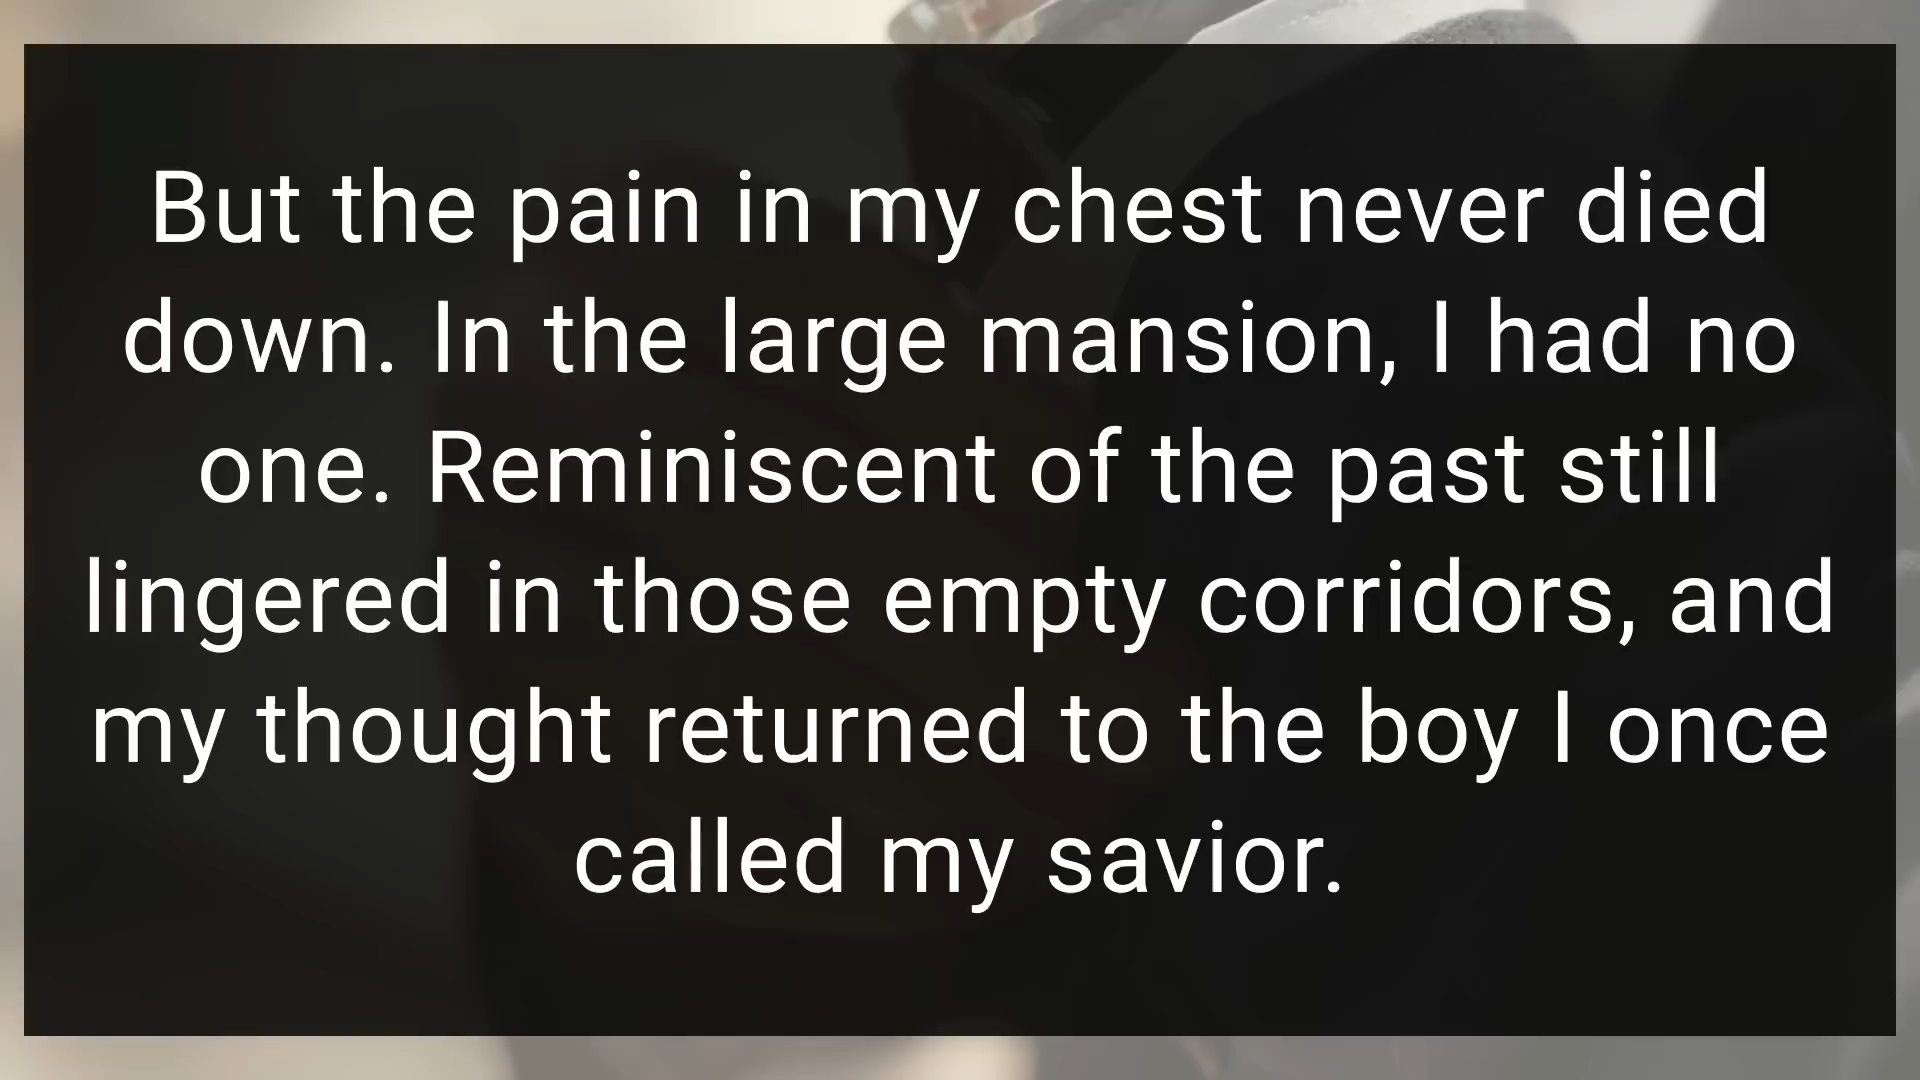 But the pain in my chest never died
down. In the large mansion, I had no
one. Reminiscent of the past still
lingered in those empty corridors, and
my thought returned to the boy I once
called my savior.